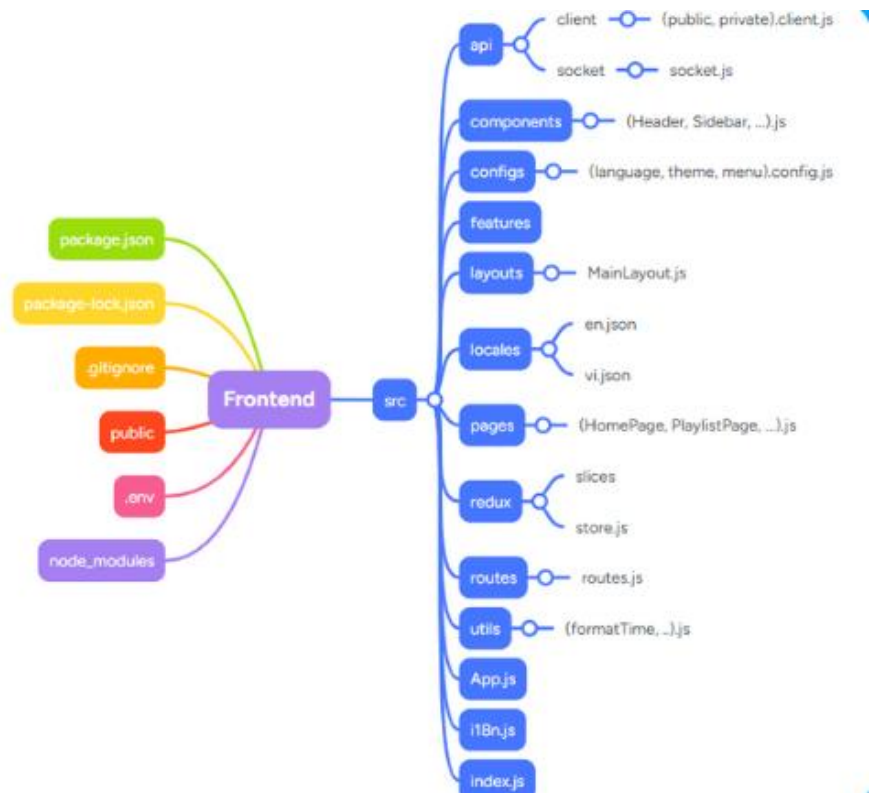 package.json
package-lock.json
.gitignore
public
.env
node_modules
Frontend
src
api
client
(public, private).client.js
socket
socket.js
components
(Header, Sidebar, ...).js
configs
(language, theme, menu).config.js
features
layouts
MainLayout.js
locales
en.json
vi.json
pages
(HomePage, PlaylistPage, ...).js
redux
slices
store.js
routes
routes.js
utils
(formatTime, ..).js
App.js
i18n.js
index.js